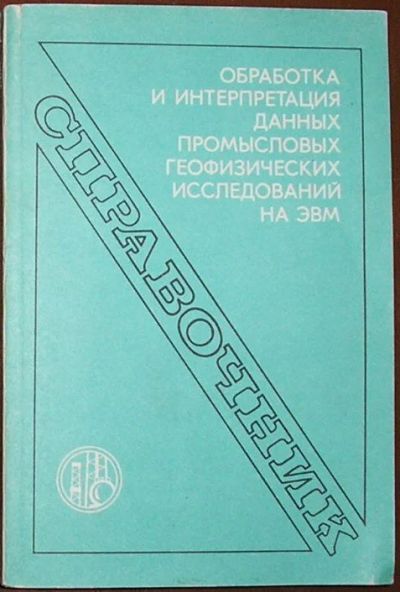 ОБРАБОТКА
И ИНТЕРПРЕТАЦИЯ
ДАННЫХ
ПРОМЫСЛОВЫХ
ГЕОФИЗИЧЕСКИХ
ИССЛЕДОВАНИЙ
НА ЭВМ
СПРАВОЧНИК